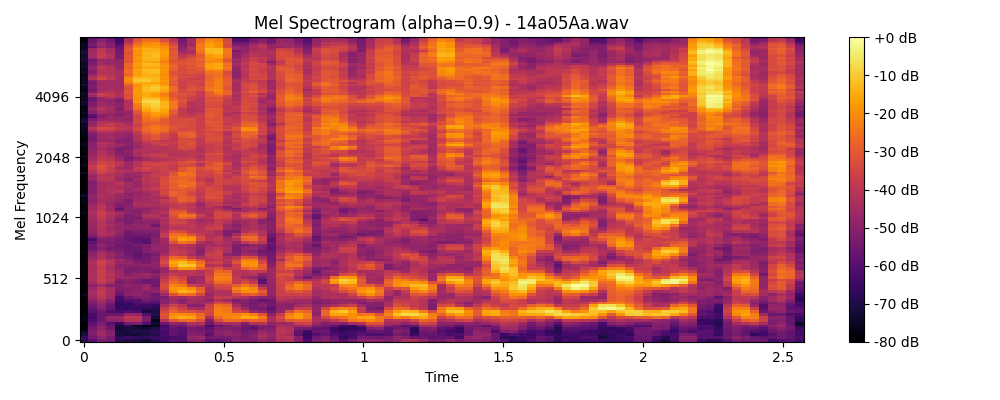 Mel Spectrogram (alpha=0.9) - 14a05Aa.wav
Mel Frequency
4096
2048
1024
512
0
0
0.5
1
1.5
2
2.5
Time
+0 dB
-10 dB
-20 dB
-30 dB
-40 dB
-50 dB
-60 dB
-70 dB
-80 dB